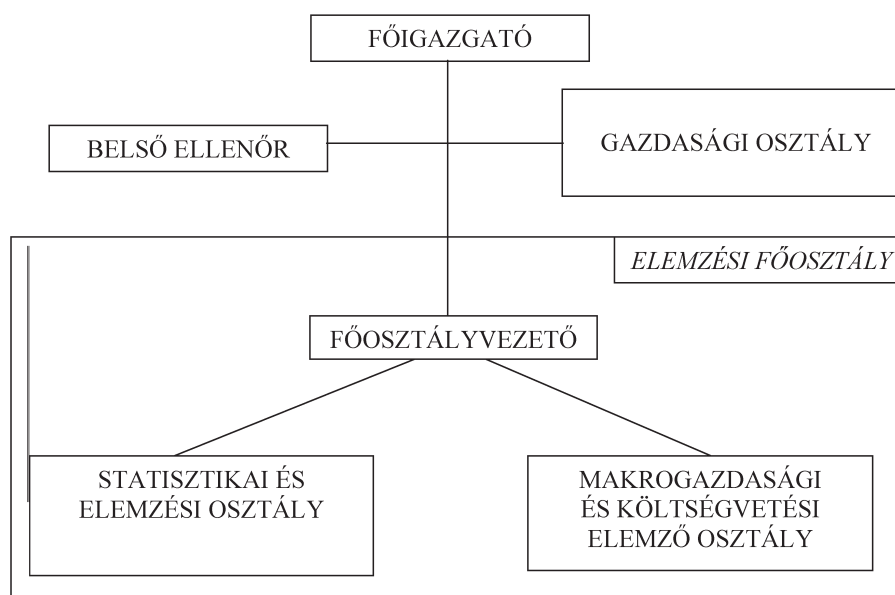 FŐIGAZGATÓ
BELSŐ ELLENŐR
GAZDASÁGI OSZTÁLY
ELEMZÉSI FŐOSZTÁLY
FŐOSZTÁLYVEZETŐ
STATISZTIKAI ÉS
ELEMZÉSI OSZTÁLY
MAKROGAZDASÁGI
ÉS KÖLTSÉGVETÉSI
ELEMZŐ OSZTÁLY